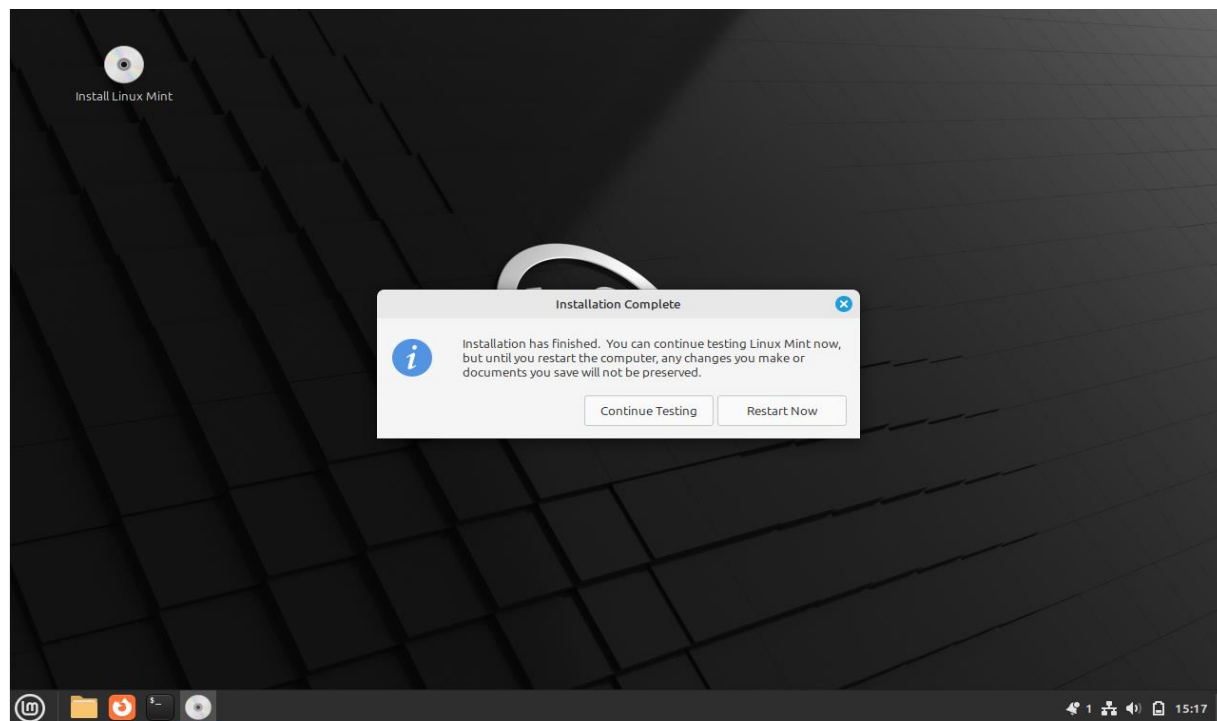 Install Linux Mint
Installation Complete
Installation has finished.  You can continue testing Linux Mint now,
but until you restart the computer, any changes you make or
documents you save will not be preserved.
Continue Testing
Restart Now
$_
1
15:17